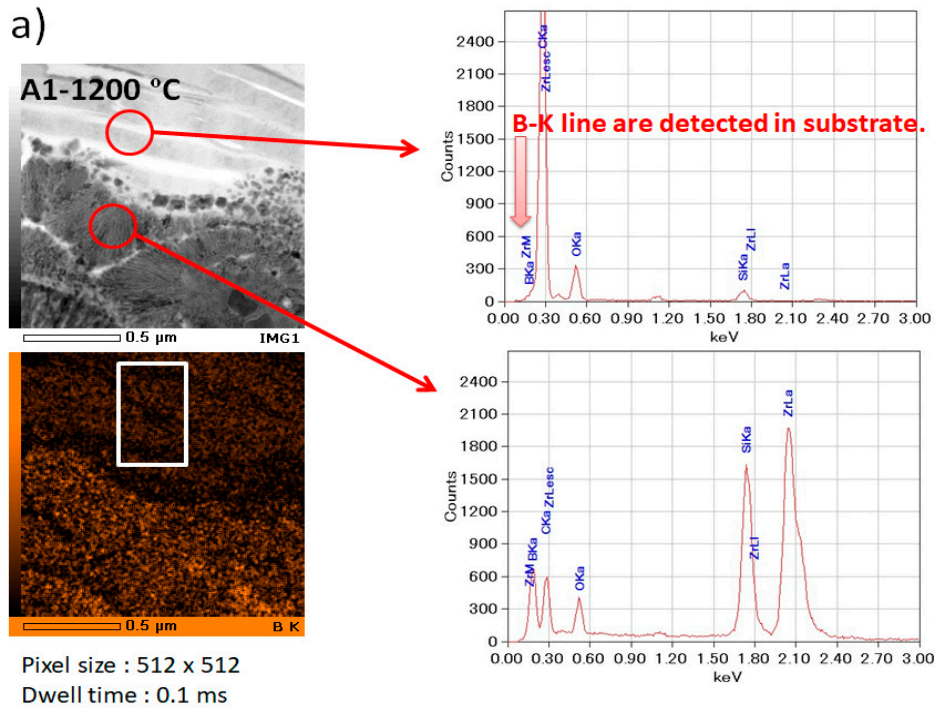 a)
A1-1200 °C
0.5 µm
IMG1
0.5 µm
B K
Pixel size : 512 x 512
Dwell time : 0.1 ms
B-K line are detected in substrate.
Counts
2400
2100
1800
1500
1200
900
600
300
0
BKa
ZrM
ZrLesc CKa
OKa
SiKa
ZrLl
ZrLa
0.00 0.30 0.60 0.90 1.20 1.50 1.80 2.10 2.40 2.70 3.00
keV
Counts
2400
2100
1800
1500
1200
900
600
300
0
ZrM BKa
CKa ZrLesc
OKa
SiKa
ZrLl
ZrLa
0.00 0.30 0.60 0.90 1.20 1.50 1.80 2.10 2.40 2.70 3.00
keV